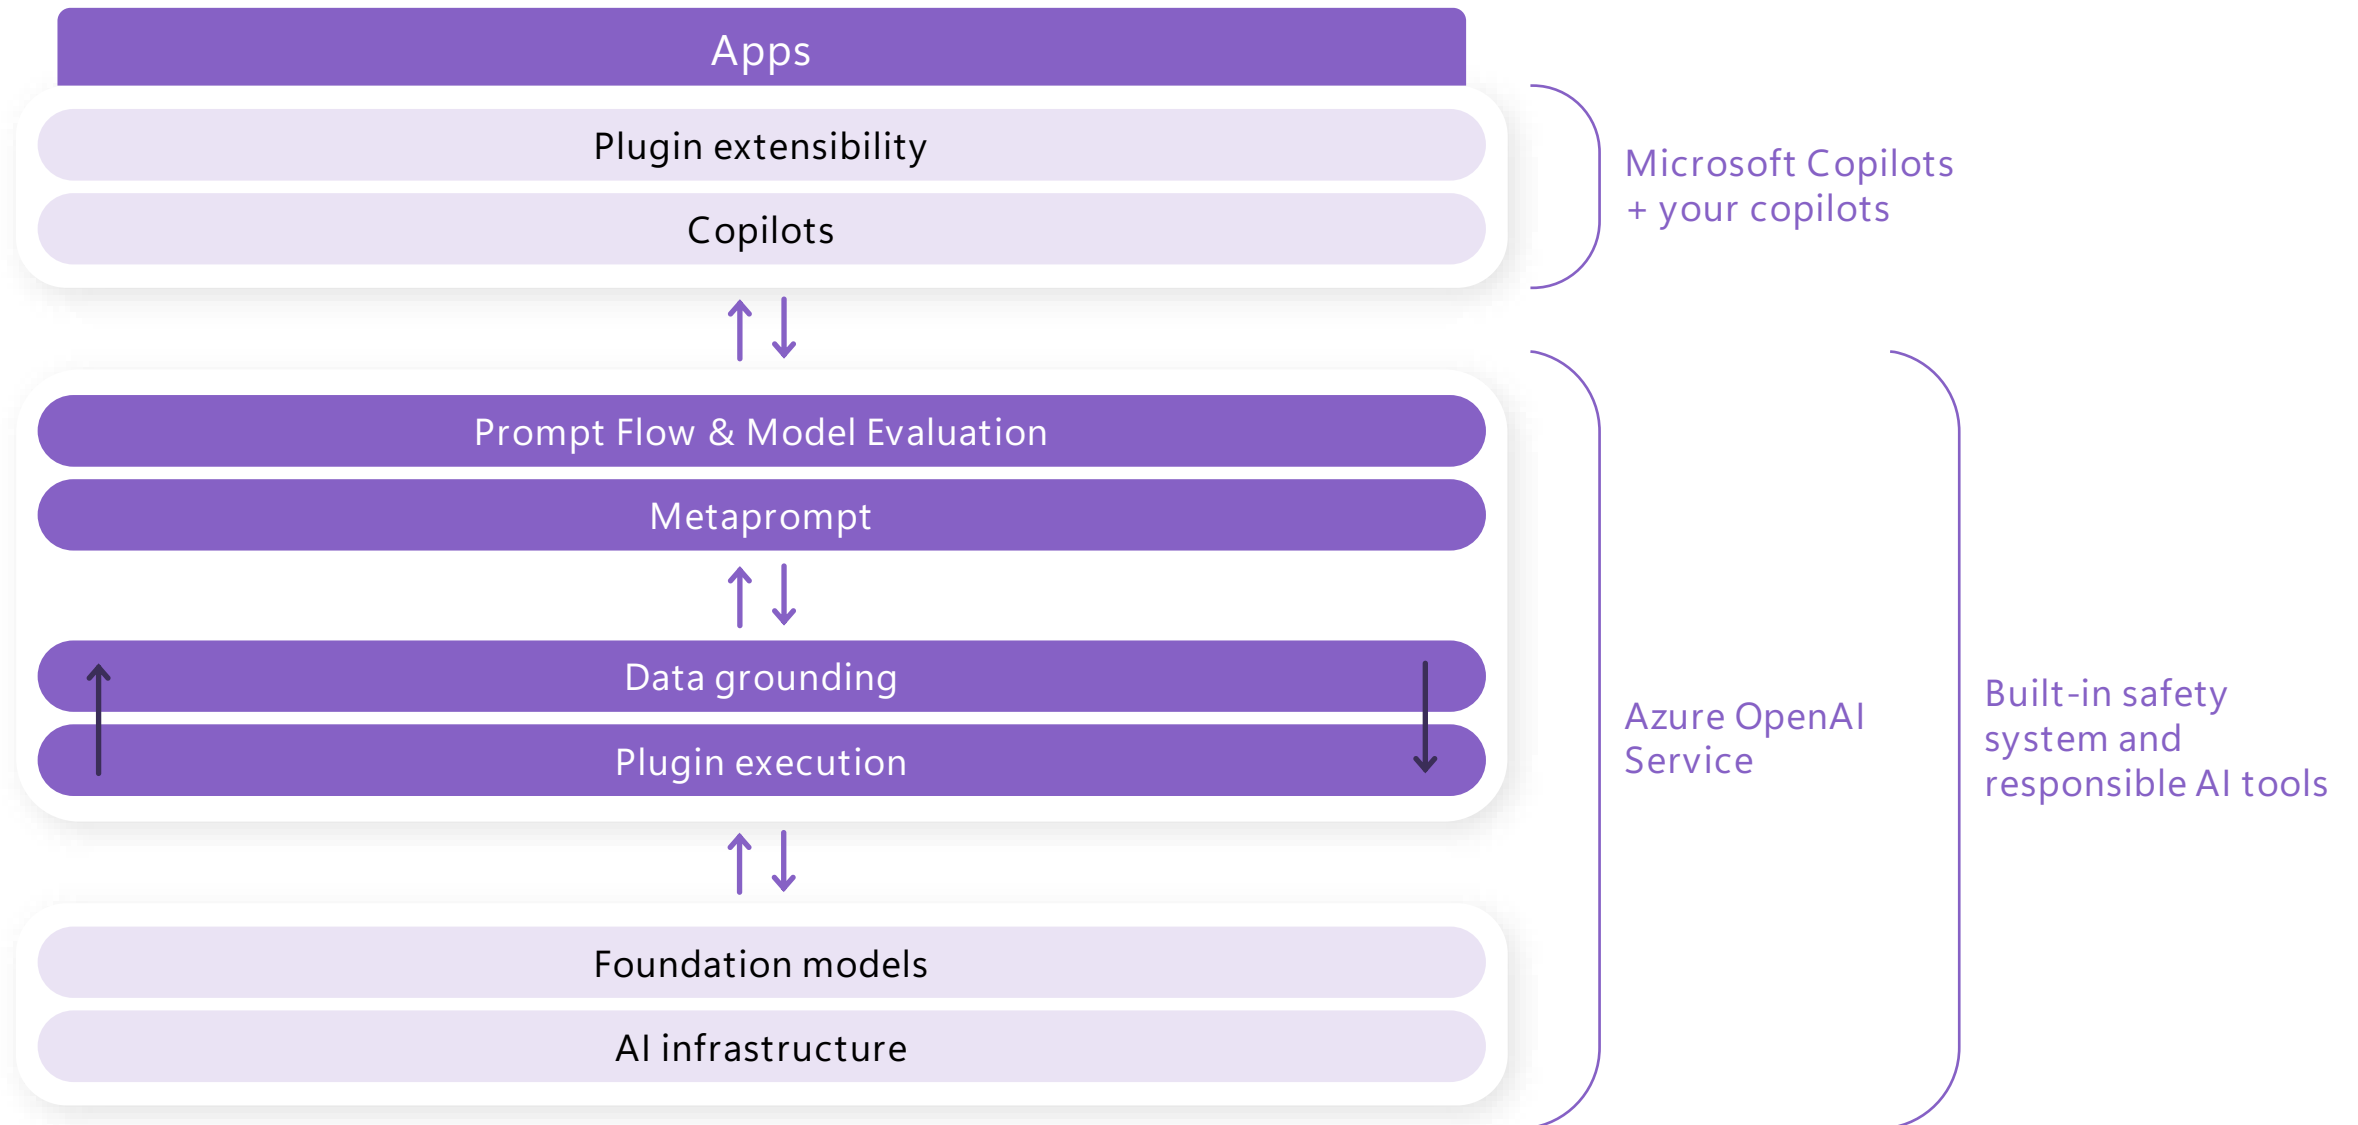 Apps
Plugin extensibility
Copilots
Microsoft Copilots
+ your copilots
Prompt Flow & Model Evaluation
Metaprompt
Data grounding
Plugin execution
Azure OpenAI
Service
Built-in safety
system and
responsible AI tools
Foundation models
AI infrastructure